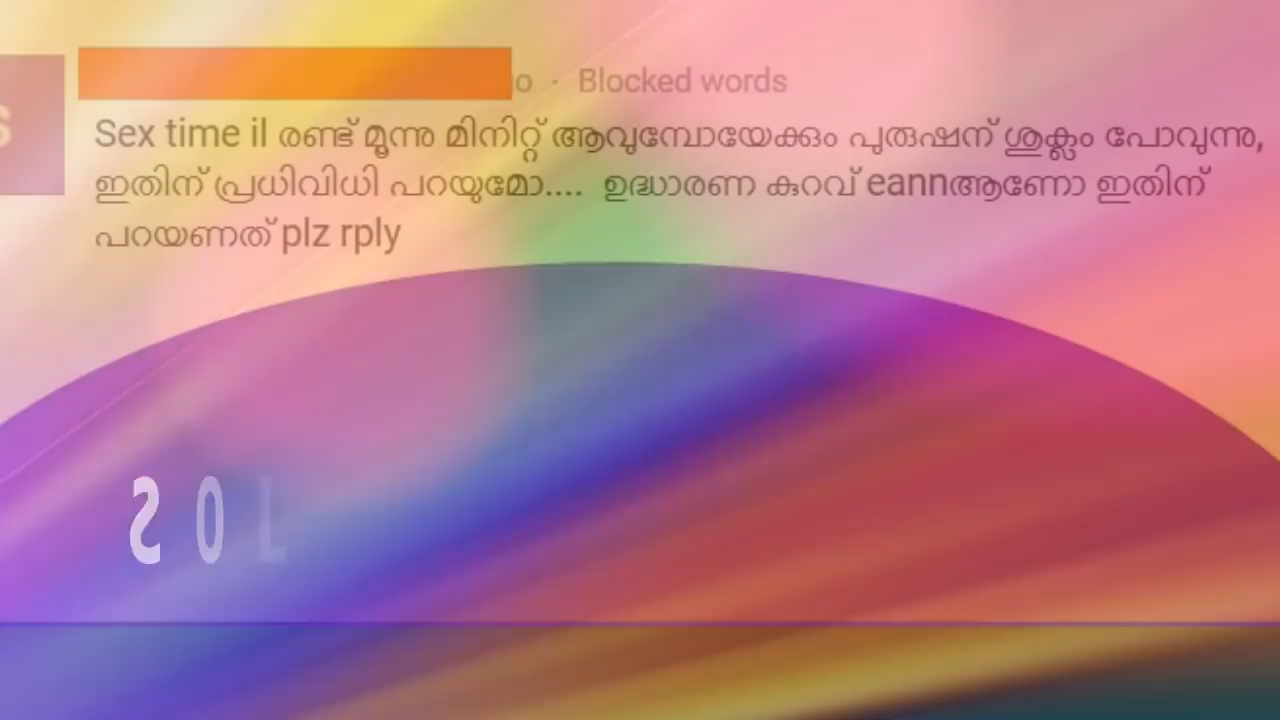 o · Blocked words
S
Sex time il രണ്ട് മൂന്നു മിനിറ്റ് ആവുമ്പോയേക്കും പുരുഷന് ശുക്ലം പോവുന്നു,
ഇതിന് പ്രധിവിധി പറയുമോ.... ഉദ്ധാരണ കുറവ് eannആണോ ഇതിന്
പറയണത് plz rply
S O L